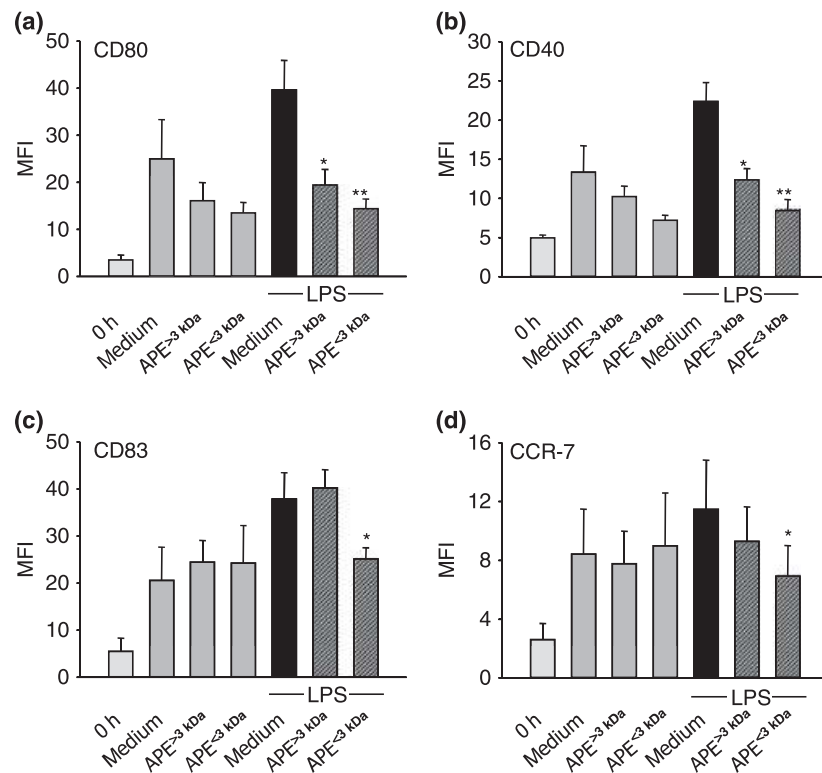 (a)
CD80
MFI
50
40
30
20
10
0
*
**
LPS
0 h
Medium
APE>3 kDa
APE<3 kDa
Medium
APE>3 kDa
APE<3 kDa
(b)
CD40
MFI
30
25
20
15
10
5
0
*
**
LPS
0 h
Medium
APE>3 kDa
APE<3 kDa
Medium
APE>3 kDa
APE<3 kDa
(c)
CD83
MFI
50
40
30
20
10
0
*
LPS
0 h
Medium
APE>3 kDa
APE<3 kDa
Medium
APE>3 kDa
APE<3 kDa
(d)
CCR-7
MFI
16
12
8
4
0
*
LPS
0 h
Medium
APE>3 kDa
APE<3 kDa
Medium
APE>3 kDa
APE<3 kDa